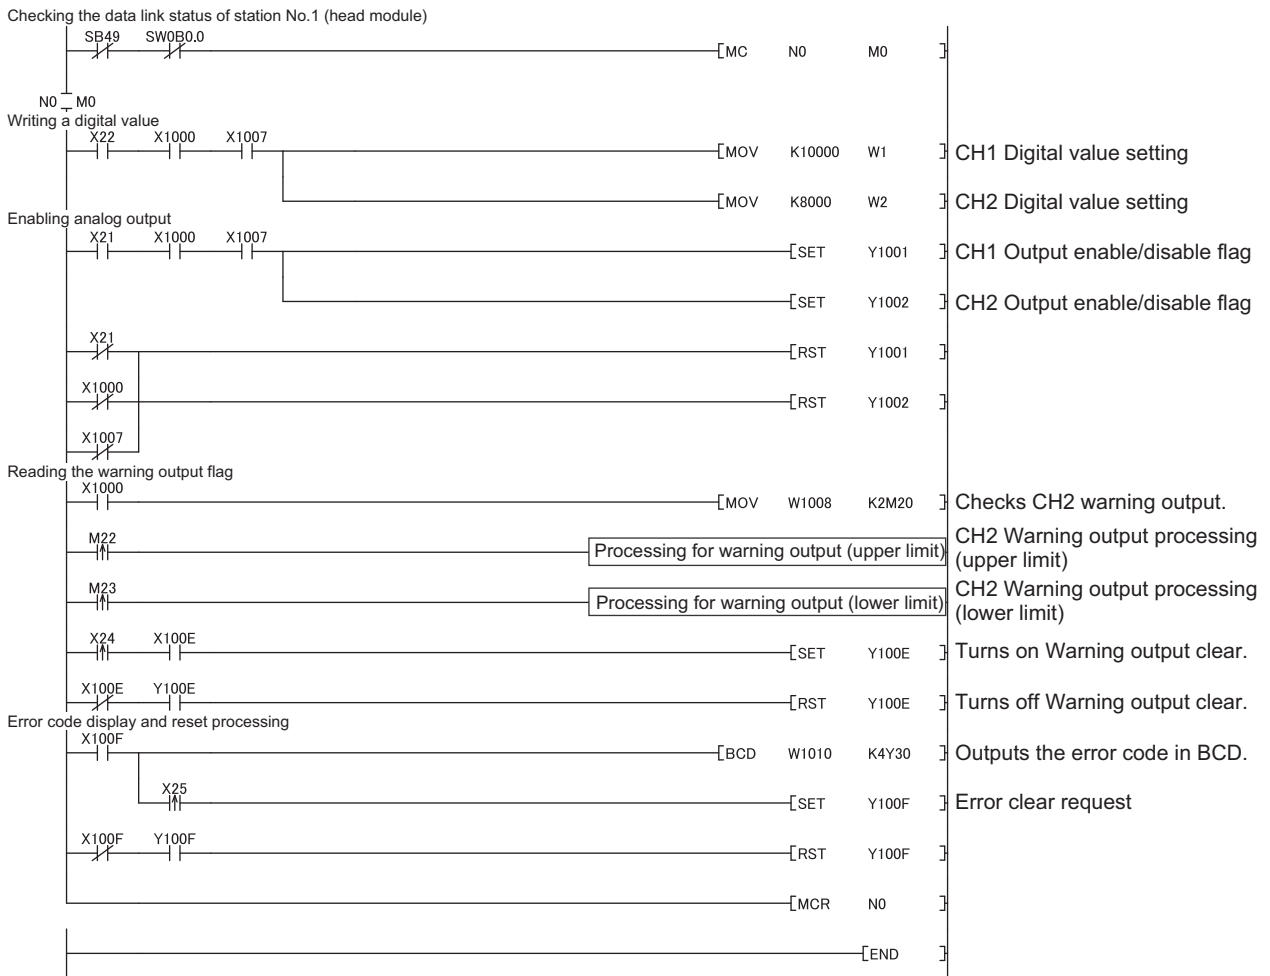 Checking the data link status of station No.1 (head module)
SB49 SW0B0.0
MC N0 M0
N0 M0
Writing a digital value
X22 X1000 X1007
MOV K10000 W1 CH1 Digital value setting
MOV K8000 W2 CH2 Digital value setting
Enabling analog output
X21 X1000 X1007
SET Y1001 CH1 Output enable/disable flag
SET Y1002 CH2 Output enable/disable flag
X21
RST Y1001
X1000
RST Y1002
X1007
Reading the warning output flag
X1000
MOV W1008 K2M20 Checks CH2 warning output.
M22
Processing for warning output (upper limit) CH2 Warning output processing
(upper limit)
M23
Processing for warning output (lower limit) CH2 Warning output processing
(lower limit)
X24 X100E
SET Y100E Turns on Warning output clear.
X100E Y100E
RST Y100E Turns off Warning output clear.
Error code display and reset processing
X100F
BCD W1010 K4Y30 Outputs the error code in BCD.
X25
SET Y100F Error clear request
X100F Y100F
RST Y100F
MCR N0
END